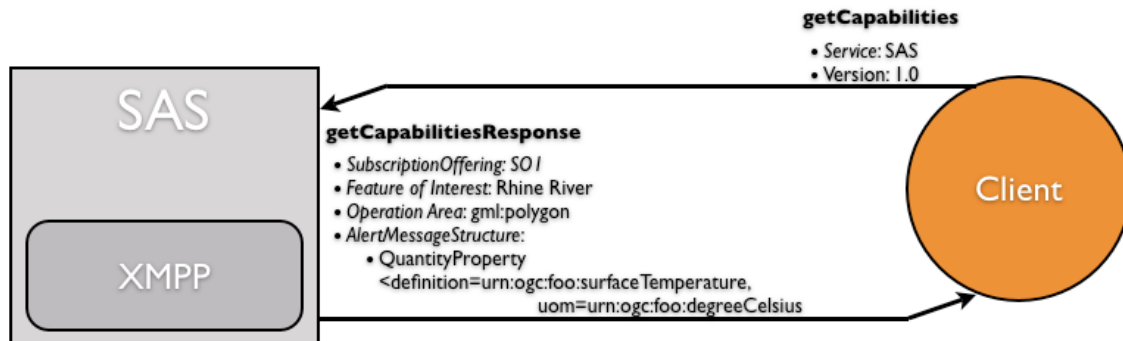 getCapabilities
• Service: SAS
• Version: 1.0
SAS
getCapabilitiesResponse
• SubscriptionOffering: SO1
• Feature of Interest: Rhine River
• Operation Area: gml:polygon
• AlertMessageStructure:
• QuantityProperty
<definition=urn:ogc:foo:surfaceTemperature,
uom=urn:ogc:foo:degreeCelsius
XMPP
Client